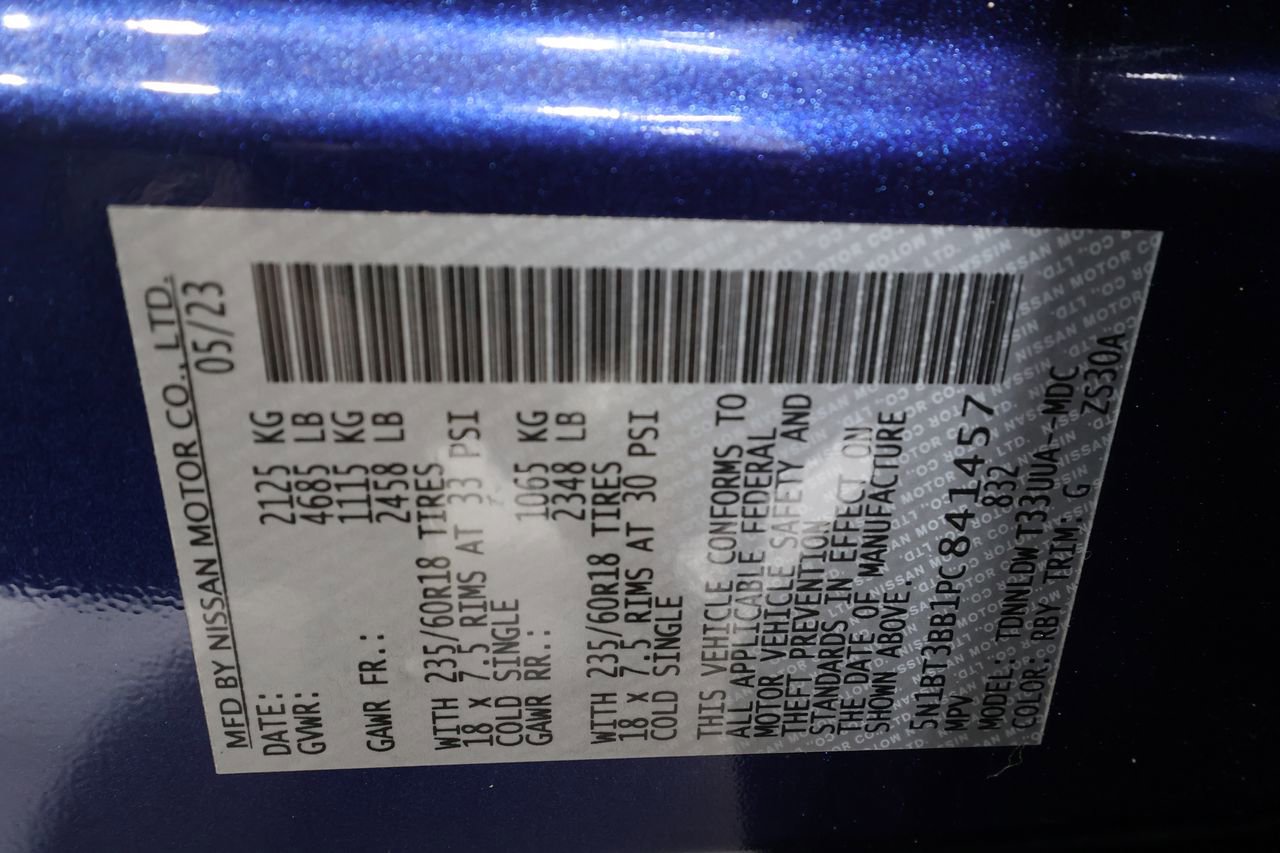 MFD BY NISSAN MOTOR CO., LTD.
DATE: 05/23
GVWR: 2125 KG
4685 LB
GAWR FR.: 1115 KG
2458 LB
WITH 235/60R18 TIRES
18 X 7.5 RIMS AT 33 PSI
COLD SINGLE
GAWR RR.: 1065 KG
2348 LB
WITH 235/60R18 TIRES
18 X 7.5 RIMS AT 30 PSI
COLD SINGLE
THIS VEHICLE CONFORMS TO
ALL APPLICABLE FEDERAL
MOTOR VEHICLE SAFETY AND
THEFT PREVENTION
STANDARDS IN EFFECT ON
THE DATE OF MANUFACTURE
SHOWN ABOVE.
5N1BT3BB1PC841457
MPV 832
MODEL: TDNNLDWT33UUA--MDC
COLOR: RBY TRIM: G ZS30A